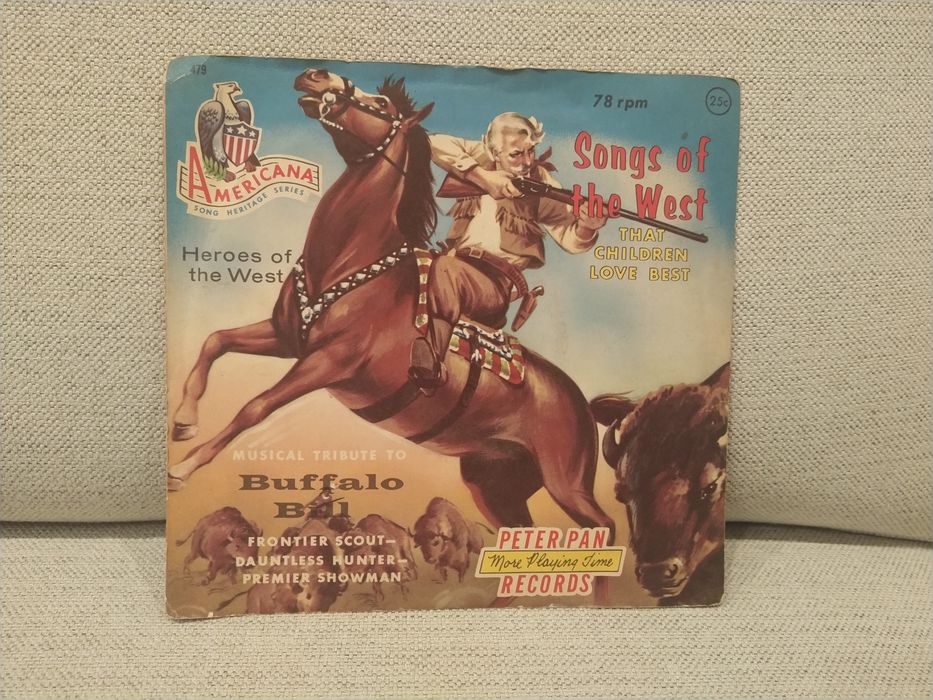 479
78 rpm
25c
AMERICANA
SONG HERITAGE SERIES
Songs of
the West
THAT
CHILDREN
LOVE BEST
Heroes of
the West
MUSICAL TRIBUTE TO
Buffalo
Bill
FRONTIER SCOUT—
DAUNTLESS HUNTER—
PREMIER SHOWMAN
PETER PAN
More Playing Time
RECORDS